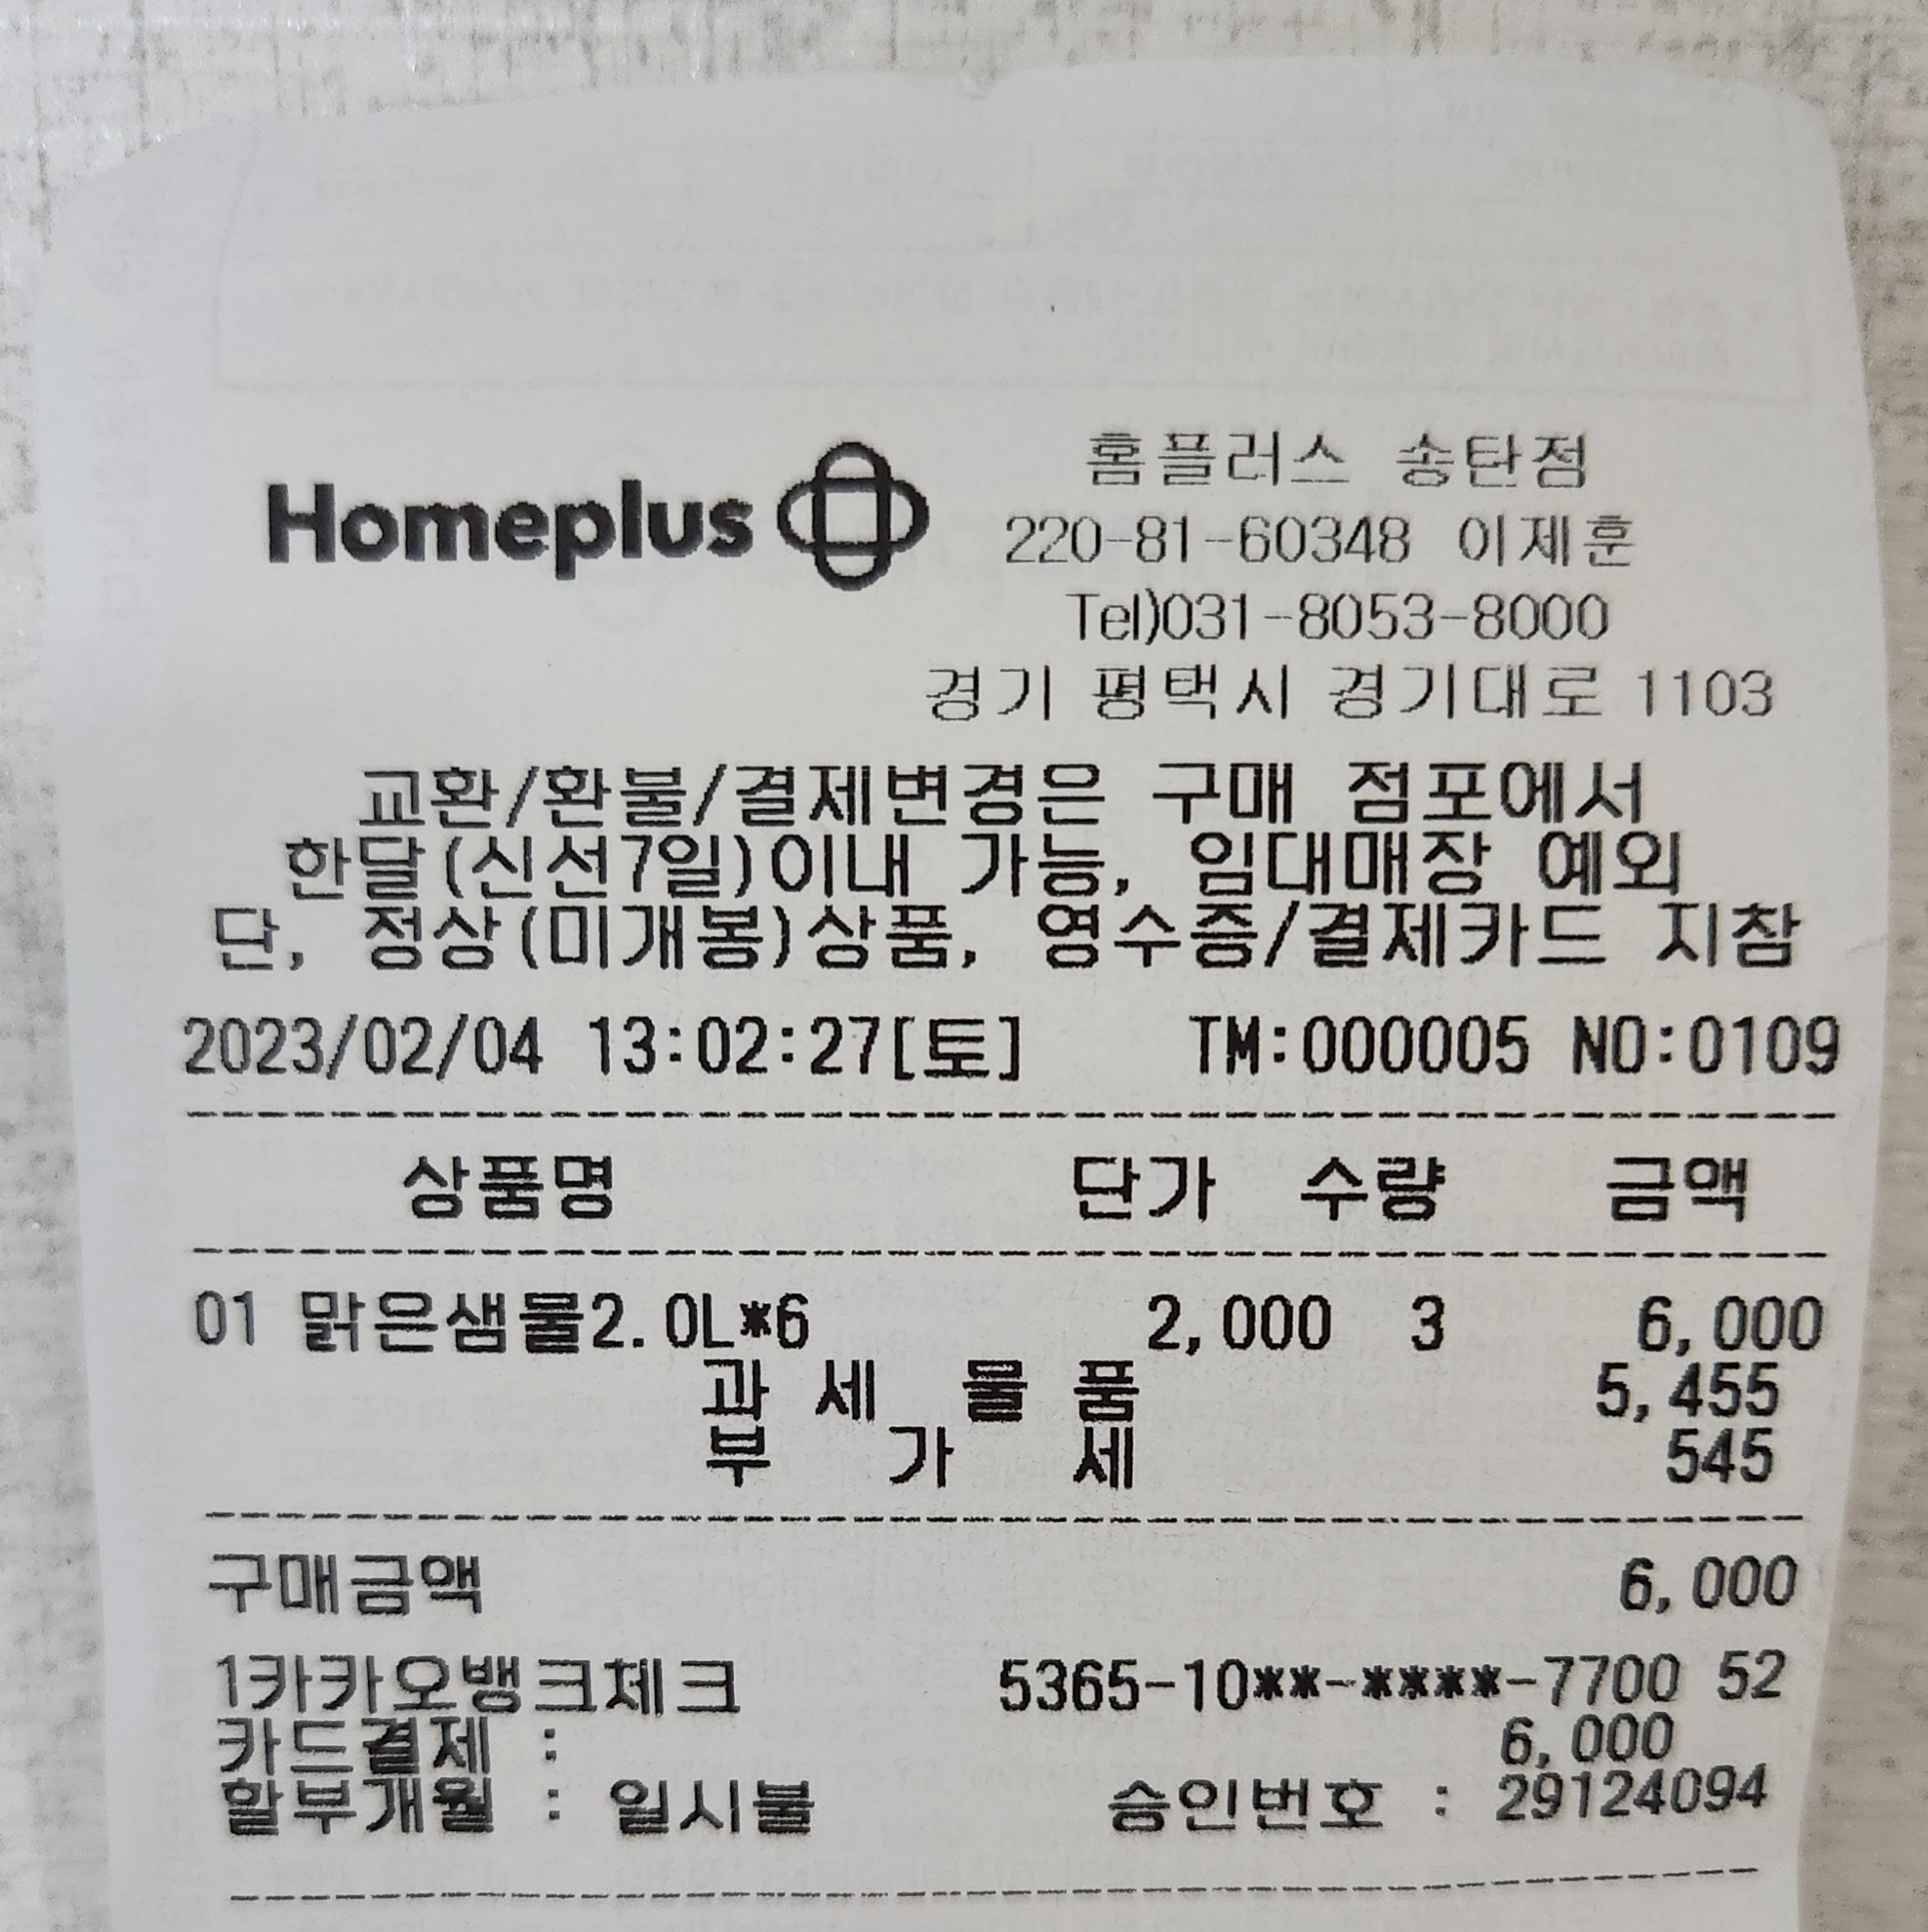 Homeplus
홈플러스 송탄점
220-81-60348 이제훈
Tel)031-8053-8000
경기 평택시 경기대로 1103
교환/환불/결제변경은 구매 점포에서
한달(신선7일)이내 가능, 임대매장 예외
단, 정상(미개봉)상품, 영수증/결제카드 지참
2023/02/04 13:02:27[토] TM:000005 NO:0109
상품명 단가 수량 금액
01 맑은샘물2.0L*6 2,000 3 6,000
과 세 물 품 5,455
부 가 세 545
구매금액 6,000
1카카오뱅크체크 5365-10**-****-7700 52
카드결제 : 6,000
할부개월 : 일시불 승인번호 : 29124094